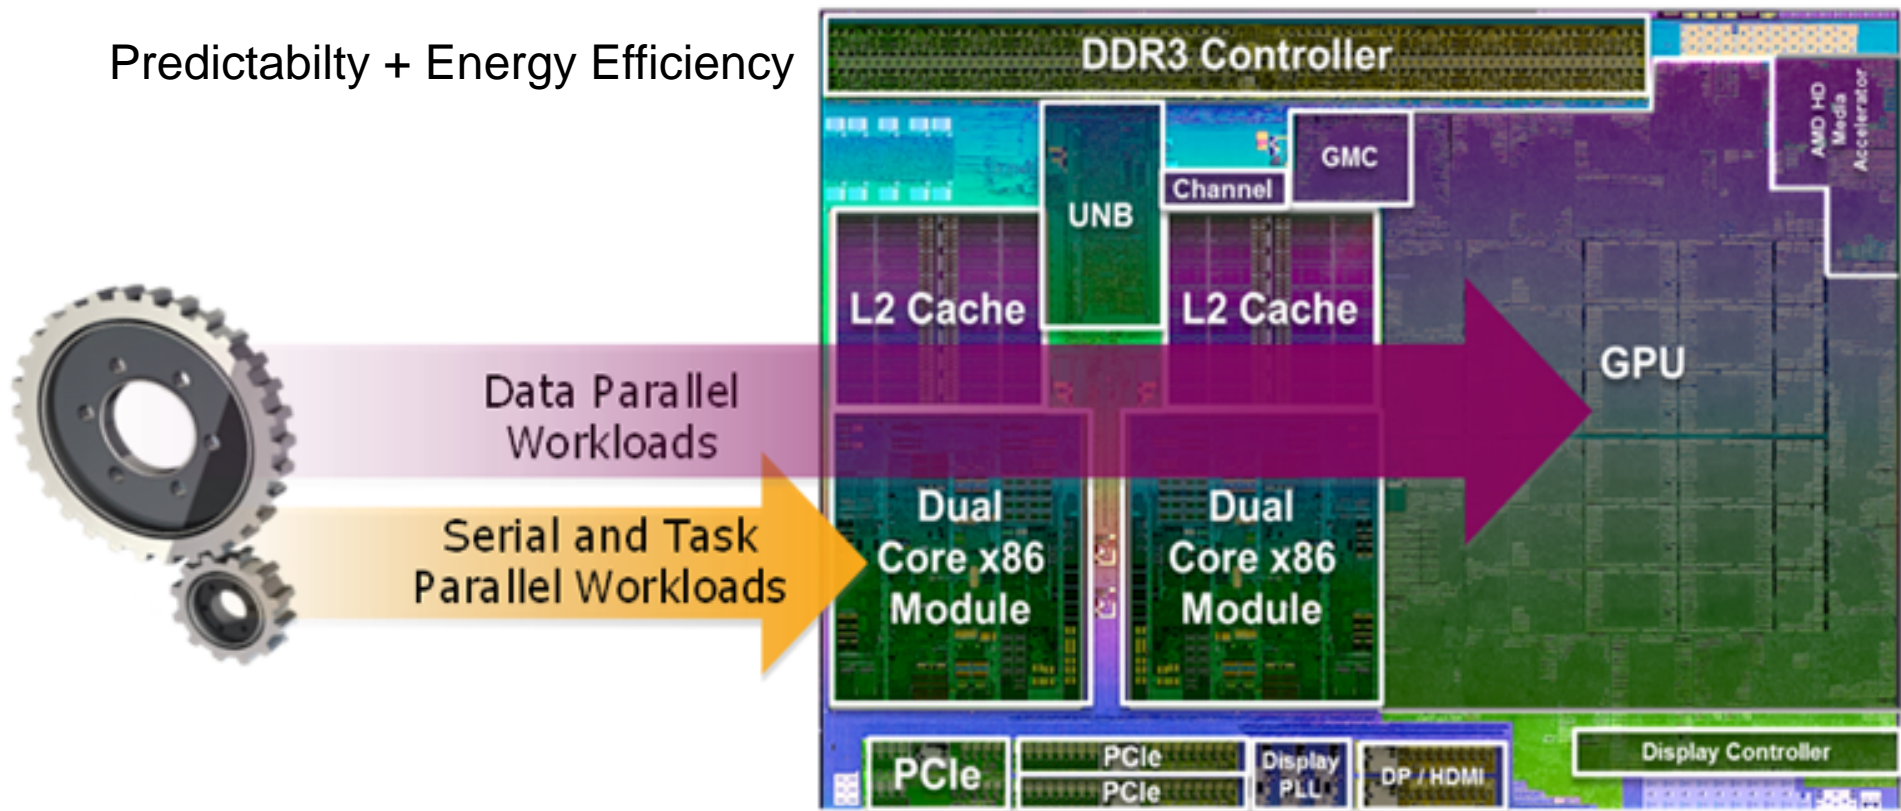 Predictabilty + Energy Efficiency
DDR3 Controller
AMD HD
Media
Accelerator
GMC
Channel
UNB
L2 Cache
L2 Cache
GPU
Data Parallel
Workloads
Serial and Task
Parallel Workloads
Dual
Core x86
Module
Dual
Core x86
Module
PCIe
PCIe
PCIe
Display
PLL
DP / HDMI
Display Controller